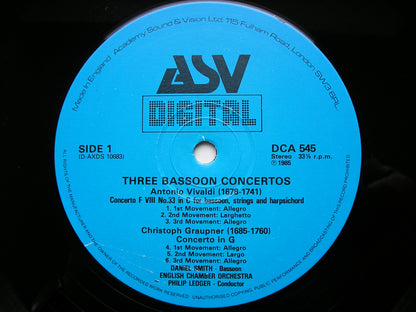 Made in England. Academy Sound & Vision Ltd. 115 Fulham Road, London SW3 6RL
ASV
DIGITAL
SIDE 1
(D-AXDS 10683)
DCA 545
Stereo 33⅓ r.p.m.
℗ 1985
THREE BASSOON CONCERTOS
Antonio Vivaldi (1678-1741)
Concerto F VIII No.33 in G for bassoon, strings and harpsichord
1. 1st Movement: Allegro
2. 2nd Movement: Larghetto
3. 3rd Movement: Allegro
Christoph Graupner (1685-1760)
Concerto in G
4. 1st Movement: Allegro
5. 2nd Movement: Largo
6. 3rd Movement: Allegro
DANIEL SMITH - Bassoon
ENGLISH CHAMBER ORCHESTRA
PHILIP LEDGER - Conductor
ALL RIGHTS OF THE RECORD PRODUCER AND OF THE OWNER OF THE RECORDED WORK RESERVED. UNAUTHORISED COPYING, PUBLIC PERFORMANCE AND BROADCASTING OF THIS RECORD PROHIBITED.